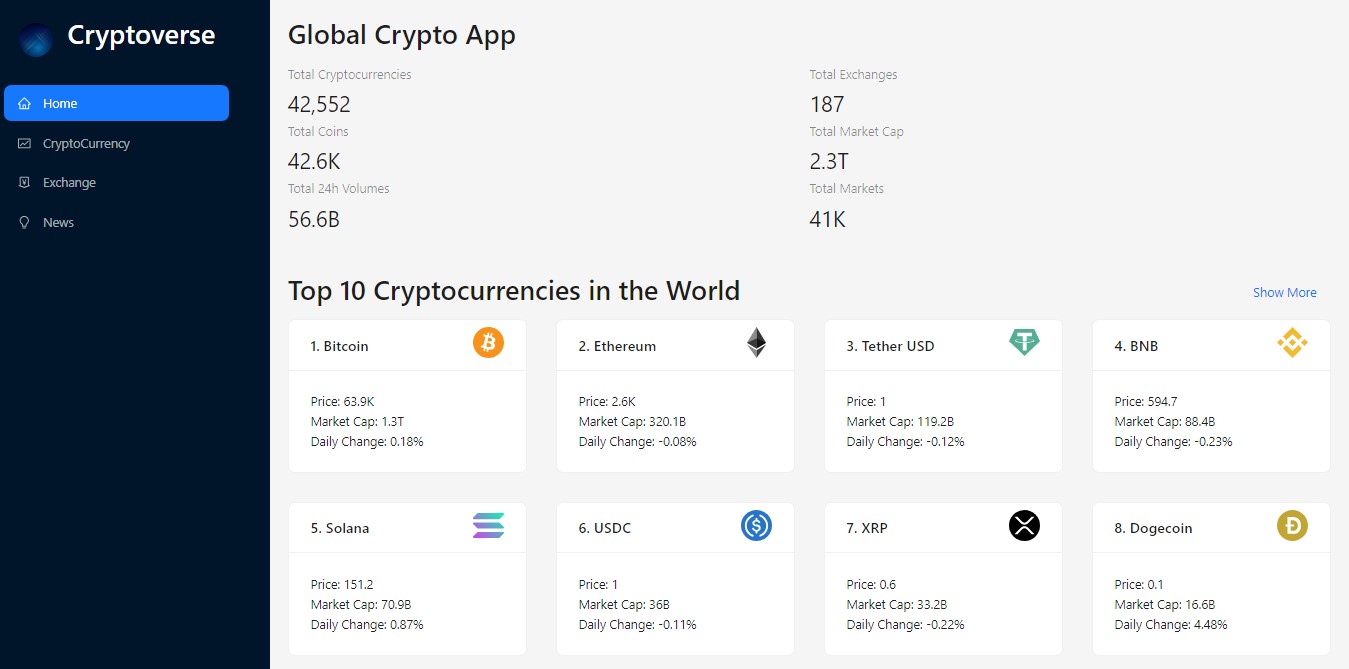 Cryptoverse
Home
CryptoCurrency
Exchange
News
Global Crypto App
Total Cryptocurrencies
42,552
Total Exchanges
187
Total Coins
42.6K
Total Market Cap
2.3T
Total 24h Volumes
56.6B
Total Markets
41K
Top 10 Cryptocurrencies in the World
Show More
1. Bitcoin
Price: 63.9K
Market Cap: 1.3T
Daily Change: 0.18%
2. Ethereum
Price: 2.6K
Market Cap: 320.1B
Daily Change: -0.08%
3. Tether USD
Price: 1
Market Cap: 119.2B
Daily Change: -0.12%
4. BNB
Price: 594.7
Market Cap: 88.4B
Daily Change: -0.23%
5. Solana
Price: 151.2
Market Cap: 70.9B
Daily Change: 0.87%
6. USDC
Price: 1
Market Cap: 36B
Daily Change: -0.11%
7. XRP
Price: 0.6
Market Cap: 33.2B
Daily Change: -0.22%
8. Dogecoin
Price: 0.1
Market Cap: 16.6B
Daily Change: 4.48%